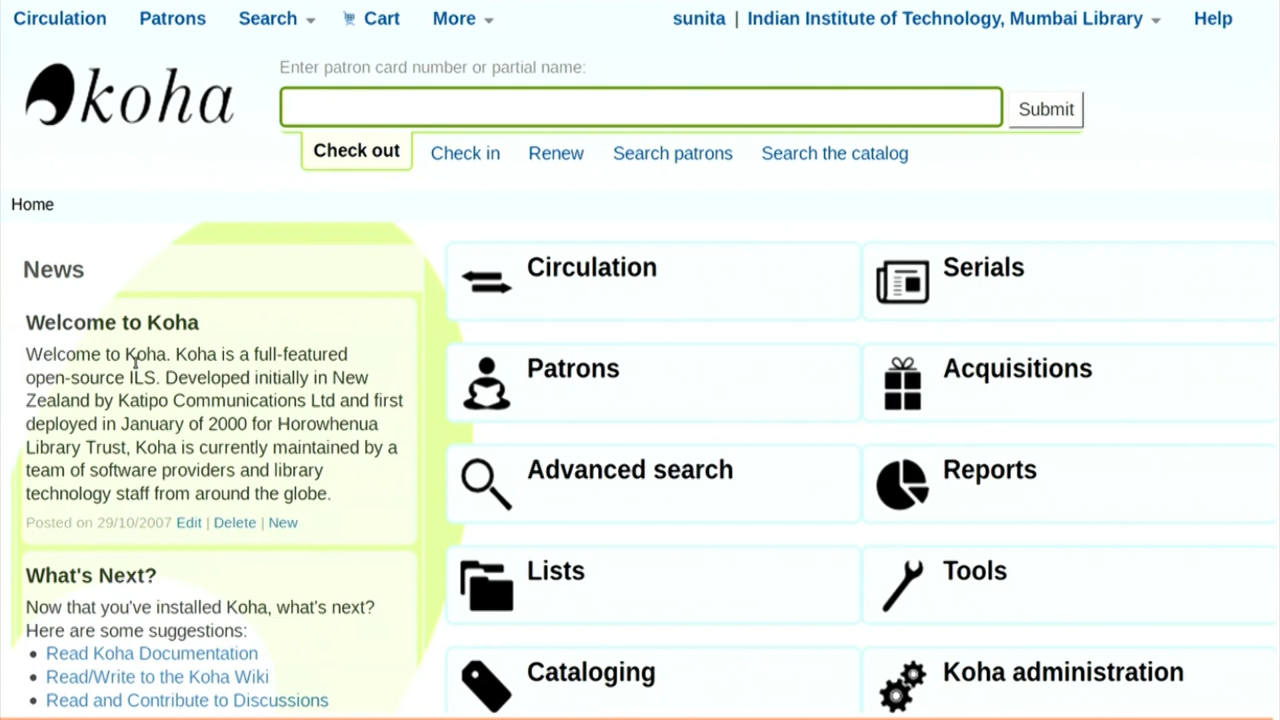 Circulation Patrons Search Cart More sunita | Indian Institute of Technology, Mumbai Library Help
koha
Enter patron card number or partial name:
Submit
Check out Check in Renew Search patrons Search the catalog
Home
News
Welcome to Koha
Welcome to Koha. Koha is a full-featured
open-source ILS. Developed initially in New
Zealand by Katipo Communications Ltd and first
deployed in January of 2000 for Horowhenua
Library Trust, Koha is currently maintained by a
team of software providers and library
technology staff from around the globe.
Posted on 29/10/2007 Edit | Delete | New
What's Next?
Now that you've installed Koha, what's next?
Here are some suggestions:
Read Koha Documentation
Read/Write to the Koha Wiki
Read and Contribute to Discussions
Circulation
Serials
Patrons
Acquisitions
Advanced search
Reports
Lists
Tools
Cataloging
Koha administration